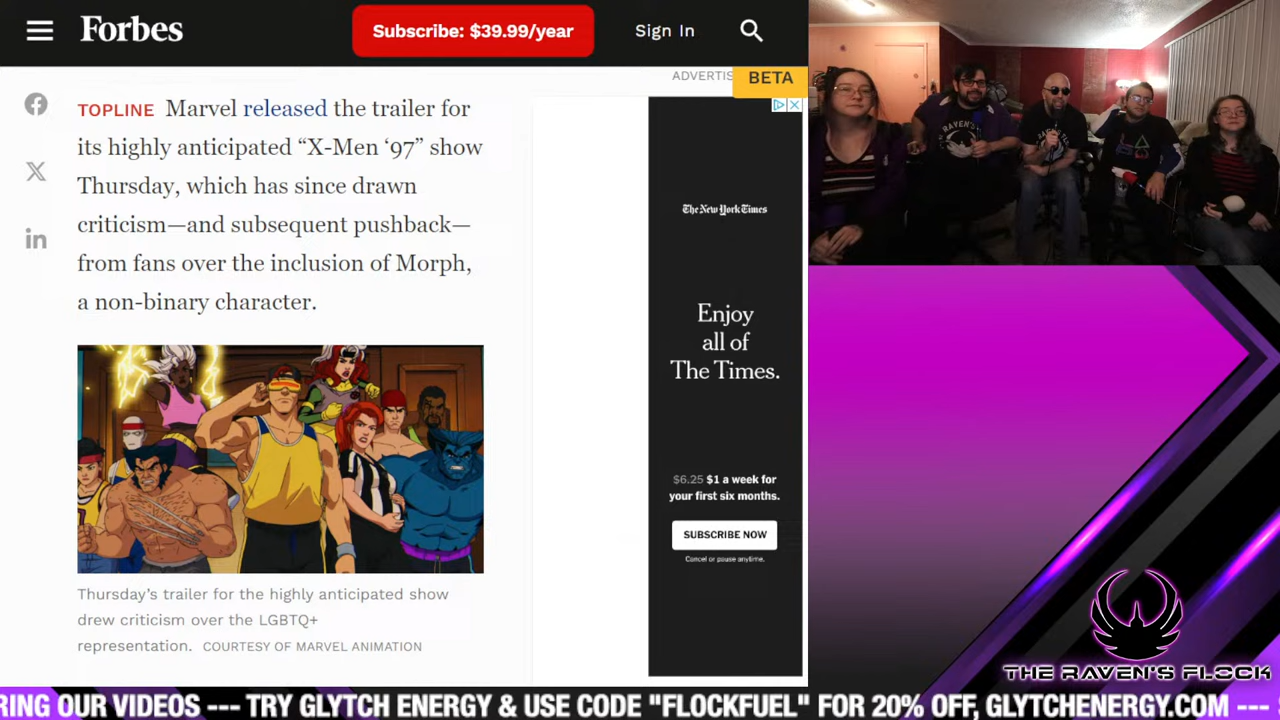 Forbes
Subscribe: $39.99/year
Sign In
ADVERTIS
BETA
TOPLINE Marvel released the trailer for
its highly anticipated “X-Men ‘97” show
Thursday, which has since drawn
criticism—and subsequent pushback—
from fans over the inclusion of Morph,
a non-binary character.
Thursday’s trailer for the highly anticipated show
drew criticism over the LGBTQ+
representation. COURTESY OF MARVEL ANIMATION
The New York Times
Enjoy
all of
The Times.
$6.25 $1 a week for
your first six months.
SUBSCRIBE NOW
Cancel or pause anytime.
THE RAVEN'S FLOCK
RING OUR VIDEOS --- TRY GLYTCH ENERGY & USE CODE "FLOCKFUEL" FOR 20% OFF, GLYTCHENERGY.COM ---